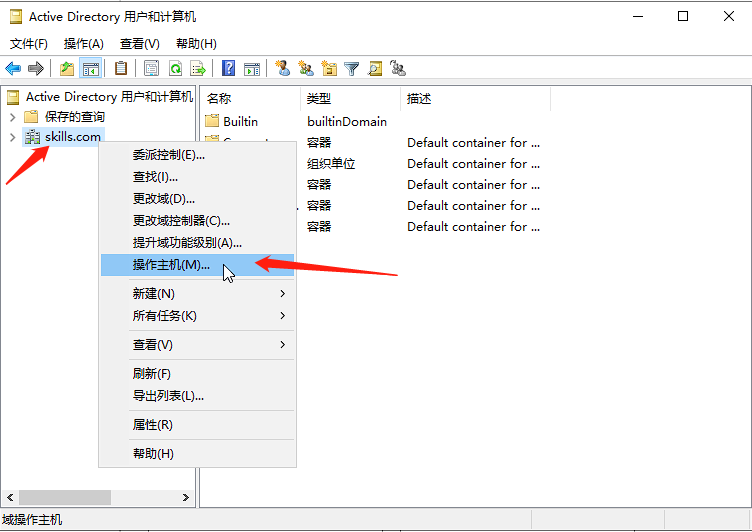 Active Directory 用户和计算机
文件(F) 操作(A) 查看(V) 帮助(H)
Active Directory 用户和计算机
保存的查询
skills.com
名称 类型 描述
Builtin builtinDomain
容器 Default container for ...
组织单位
容器 Default container for ...
容器 Default container for ...
容器 Default container for ...
委派控制(E)...
查找(I)...
更改域(D)...
更改域控制器(C)...
提升域功能级别(A)...
操作主机(M)...
新建(N)
所有任务(K)
查看(V)
刷新(F)
导出列表(L)...
属性(R)
帮助(H)
域操作主机